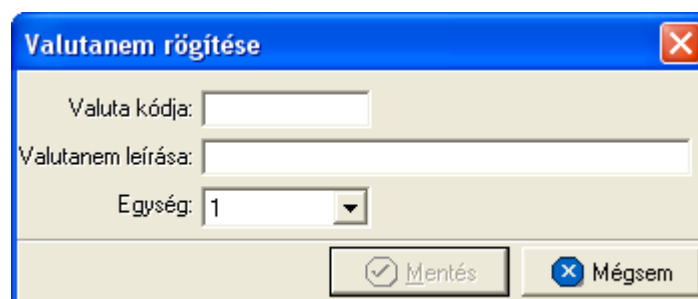 Valutanem rögítése
Valuta kódja:
Valutanem leírása:
Egység: 1
Mentés Mégsem